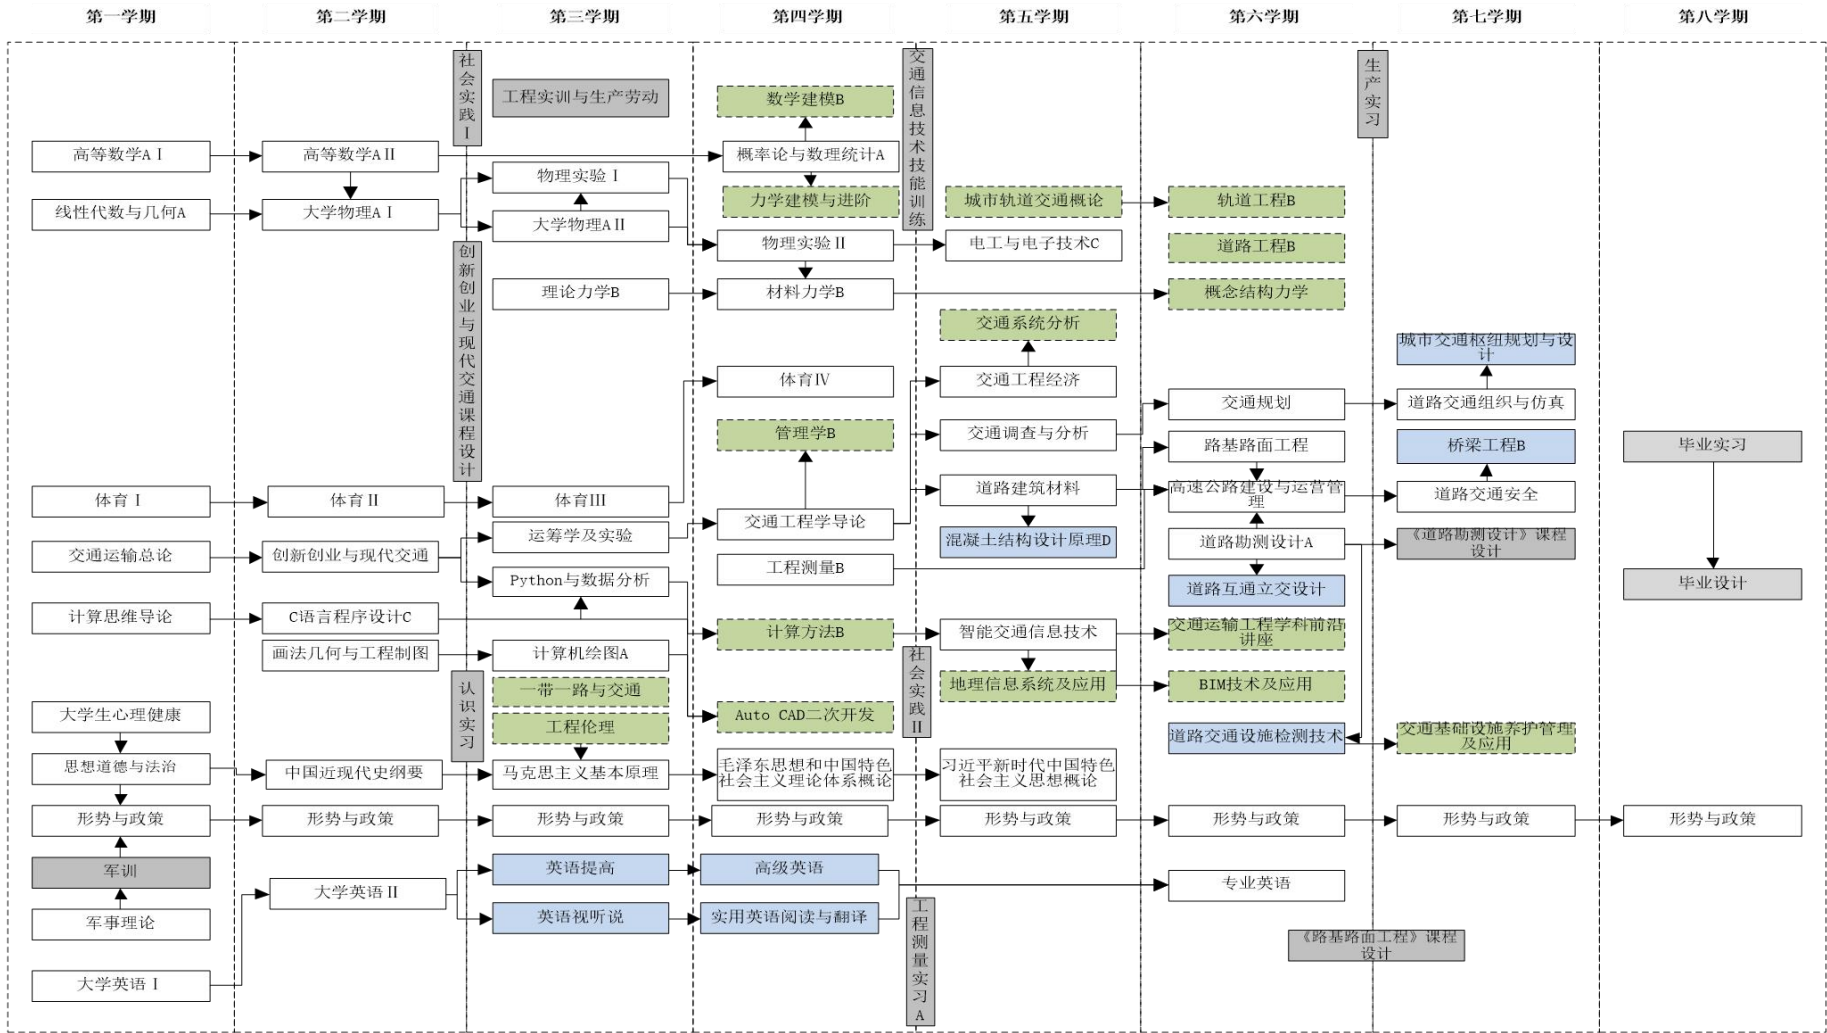 第一学期
第二学期
第三学期
第四学期
第五学期
第六学期
第七学期
第八学期
高等数学AⅠ
线性代数与几何A
体育Ⅰ
交通运输总论
计算思维导论
大学生心理健康
思想道德与法治
形势与政策
军训
军事理论
大学英语Ⅰ
高等数学AⅡ
大学物理AⅠ
体育Ⅱ
创新创业与现代交通
C语言程序设计C
画法几何与工程制图
中国近现代史纲要
形势与政策
大学英语Ⅱ
社会实践Ⅰ
创新创业与现代交通课程设计
认识实习
工程实训与生产劳动
物理实验Ⅰ
大学物理AⅡ
理论力学B
体育Ⅲ
运筹学及实验
Python与数据分析
计算机绘图A
一带一路与交通
工程伦理
马克思主义基本原理
形势与政策
英语提高
英语视听说
数学建模B
概率论与数理统计A
力学建模与进阶
物理实验Ⅱ
材料力学B
体育Ⅳ
管理学B
交通工程学导论
工程测量B
计算方法B
Auto CAD二次开发
毛泽东思想和中国特色
社会主义理论体系概论
形势与政策
高级英语
实用英语阅读与翻译
交通信息技术技能训练
社会实践Ⅱ
工程测量实习A
城市轨道交通概论
电工与电子技术C
交通系统分析
交通工程经济
交通调查与分析
道路建筑材料
混凝土结构设计原理D
智能交通信息技术
地理信息系统及应用
习近平新时代中国特色
社会主义思想概论
形势与政策
轨道工程B
道路工程B
概念结构力学
交通规划
路基路面工程
高速公路建设与运营管
理
道路勘测设计A
道路互通立交设计
交通运输工程学科前沿
讲座
BIM技术及应用
道路交通设施检测技术
形势与政策
专业英语
生产实习
《路基路面工程》课程
设计
城市交通枢纽规划与设
计
道路交通组织与仿真
桥梁工程B
道路交通安全
《道路勘测设计》课程
设计
交通基础设施养护管理
及应用
形势与政策
毕业实习
毕业设计
形势与政策